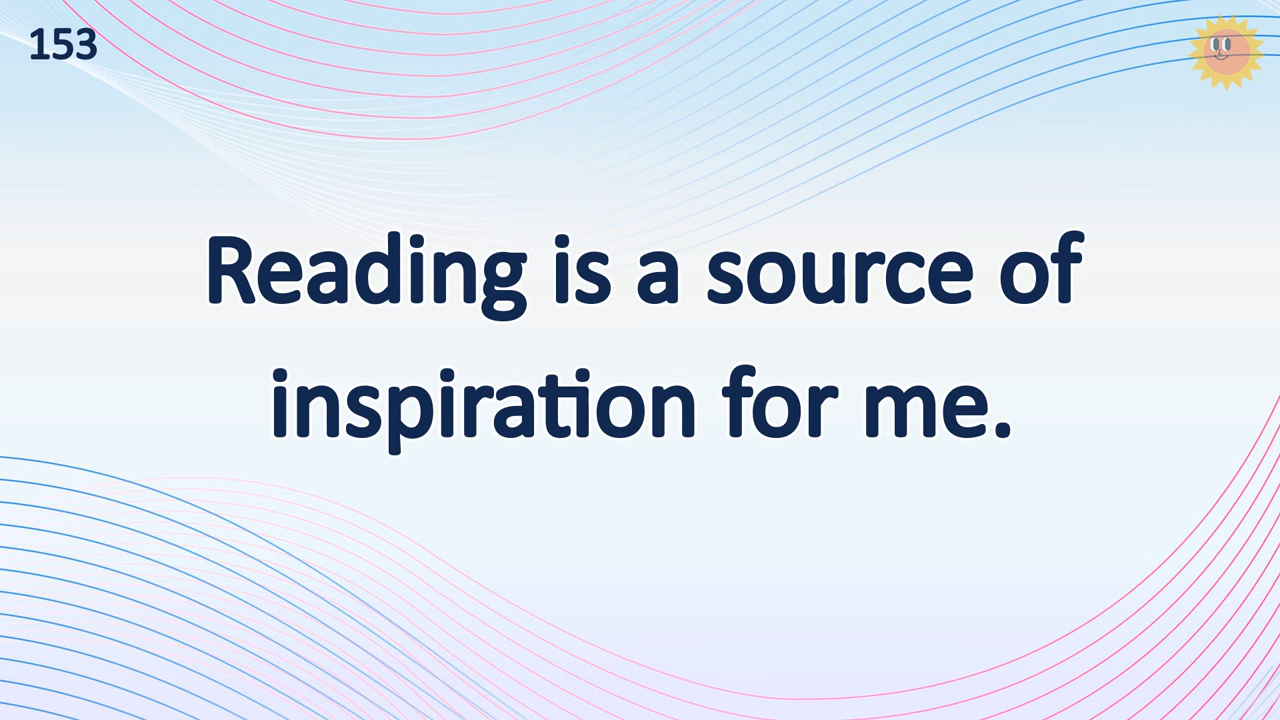 153
Reading is a source of
inspiration for me.